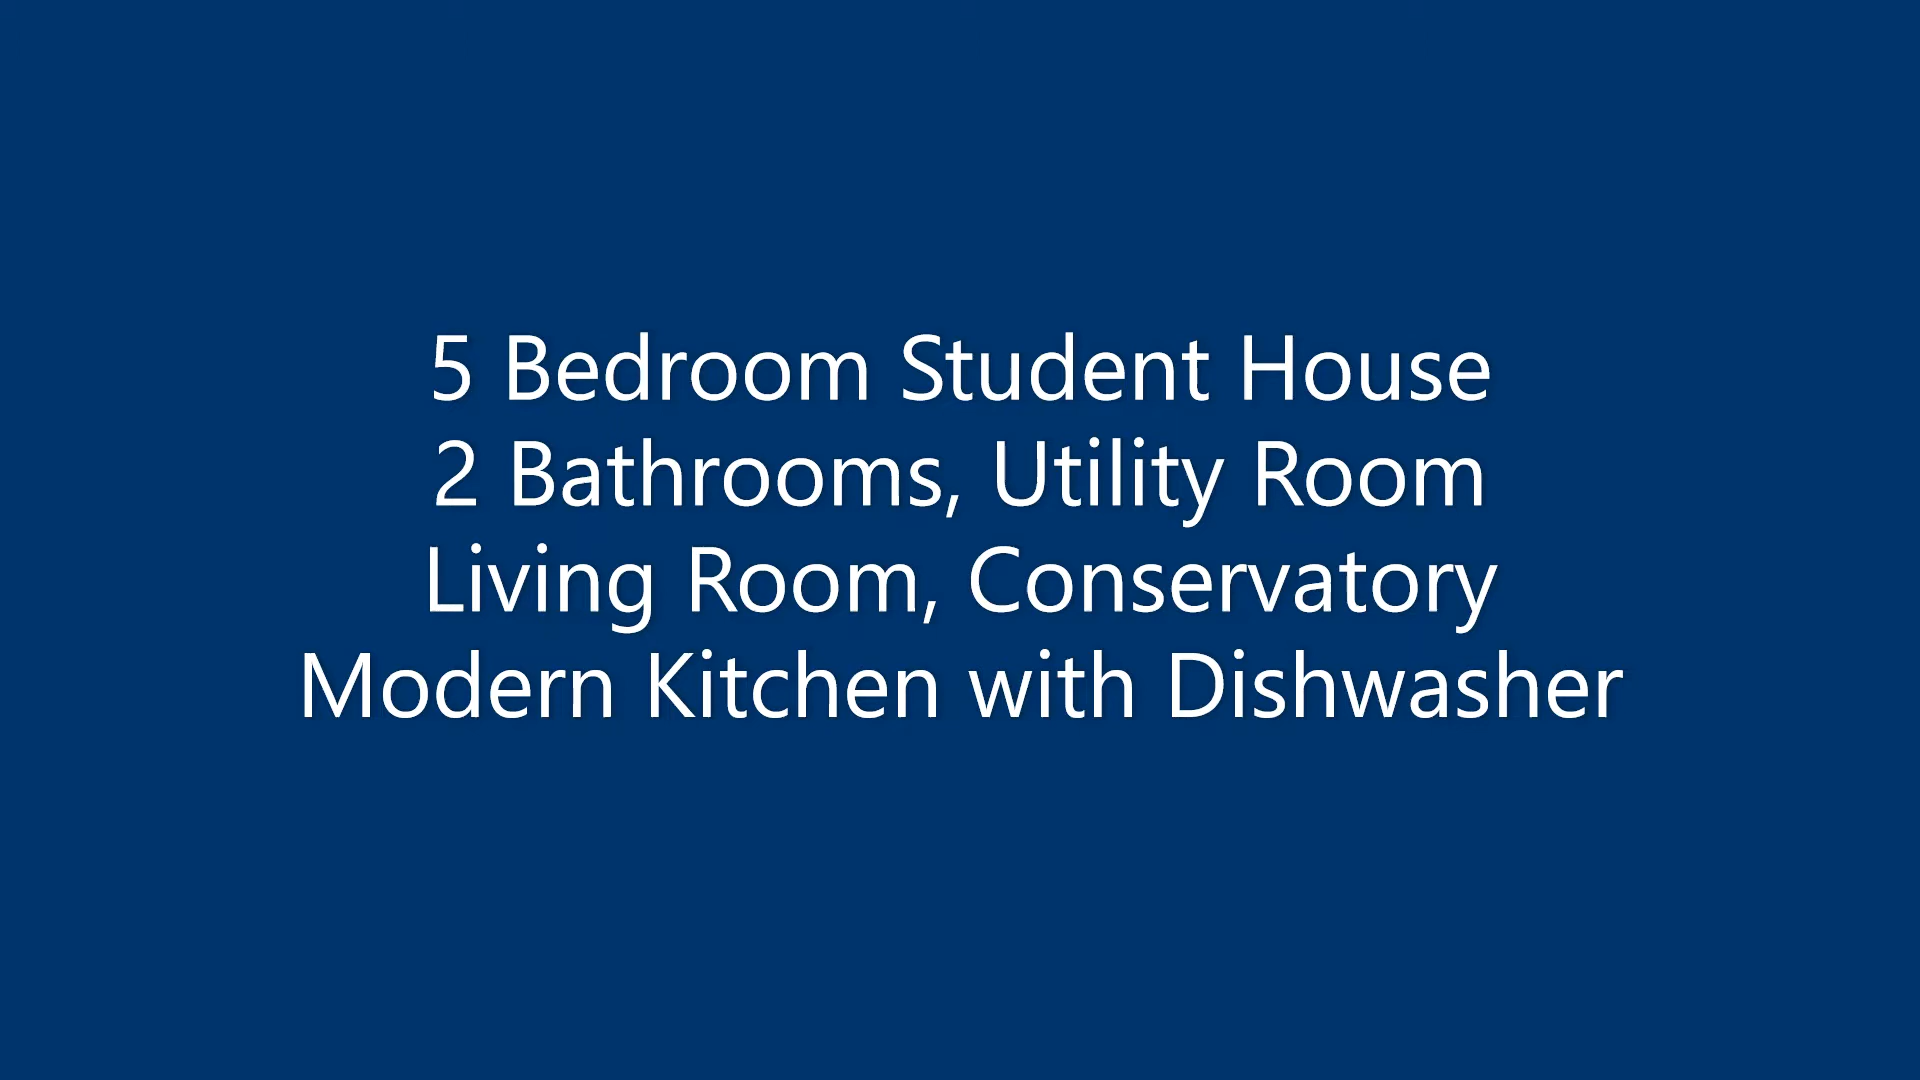 5 Bedroom Student House
2 Bathrooms, Utility Room
Living Room, Conservatory
Modern Kitchen with Dishwasher